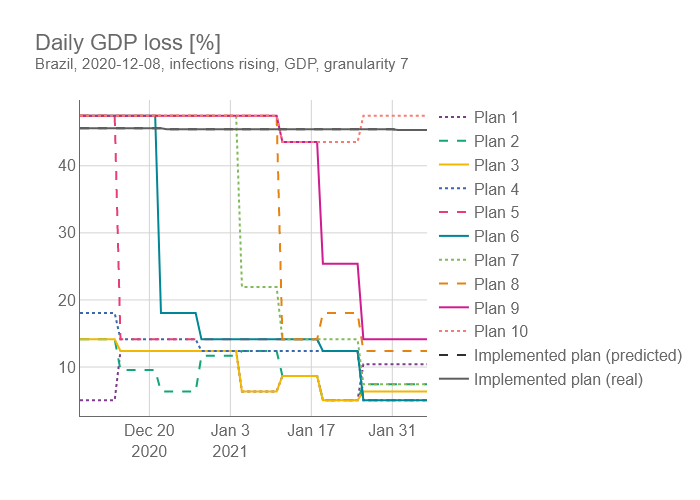 Daily GDP loss [%]
Brazil, 2020-12-08, infections rising, GDP, granularity 7
40
30
20
10
Dec 20
2020
Jan 3
2021
Jan 17
Jan 31
Plan 1
Plan 2
Plan 3
Plan 4
Plan 5
Plan 6
Plan 7
Plan 8
Plan 9
Plan 10
Implemented plan (predicted)
Implemented plan (real)